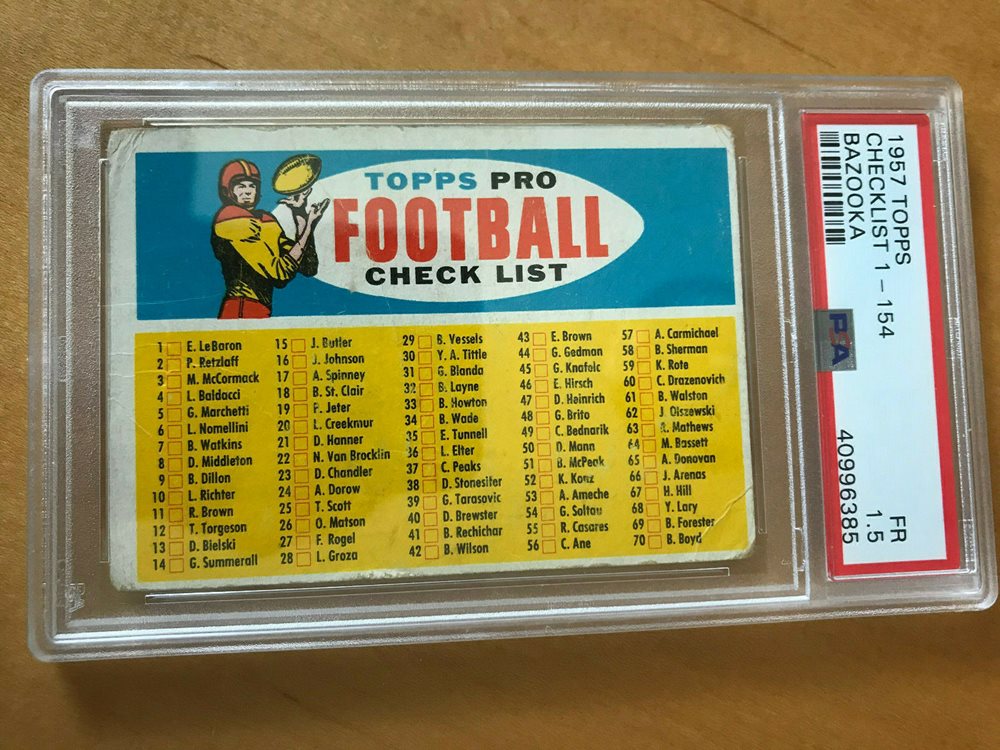 TOPPS PRO
FOOTBALL
CHECK LIST
1 E. LeBaron
2 P. Retzlaff
3 M. McCormack
4 L. Baldacci
5 G. Marchetti
6 L. Nomellini
7 B. Watkins
8 D. Middleton
9 B. Dillon
10 L. Richter
11 R. Brown
12 T. Torgeson
13 D. Bielski
14 G. Summerall
15 J. Butler
16 J. Johnson
17 A. Spinney
18 B. St. Clair
19 P. Jeter
20 L. Creekmur
21 D. Hanner
22 N. Van Brocklin
23 D. Chandler
24 A. Dorow
25 T. Scott
26 O. Matson
27 F. Rogel
28 L. Groza
29 B. Vessels
30 Y. A. Tittle
31 G. Blanda
32 B. Layne
33 B. Howton
34 B. Wade
35 E. Tunnell
36 L. Elter
37 C. Peaks
38 D. Stonesifer
39 G. Tarasovic
40 D. Brewster
41 B. Rechichar
42 B. Wilson
43 E. Brown
44 G. Gedman
45 G. Knafelc
46 E. Hirsch
47 D. Heinrich
48 G. Brito
49 C. Bednarik
50 D. Mann
51 B. McPeak
52 K. Konz
53 A. Ameche
54 G. Soltau
55 R. Casares
56 C. Ane
57 A. Carmichael
58 B. Sherman
59 K. Rote
60 C. Drazenovich
61 B. Walston
62 J. Olszewski
63 R. Mathews
64 M. Bassett
65 A. Donovan
66 J. Arenas
67 H. Hill
68 Y. Lary
69 B. Forester
70 B. Boyd
1957 TOPPS FR
CHECKLIST 1 - 154 1.5
BAZOOKA
PSA 40996385